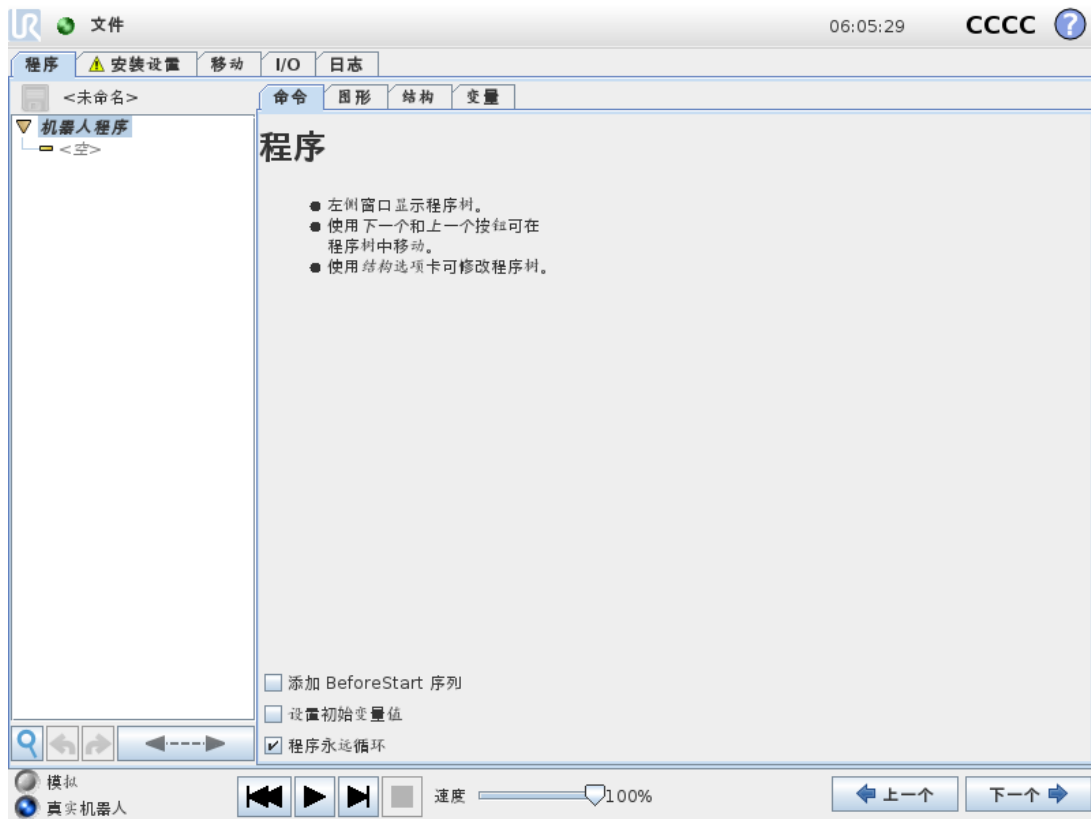 UR 文件 06:05:29 CCCC ?
程序 安装设置 移动 I/O 日志
<未命名> 命令 图形 结构 变量
机器人程序
<空>
程序
左侧窗口显示程序树。
使用下一个和上一个按钮可在
程序树中移动。
使用结构选项卡可修改程序树。
添加 BeforeStart 序列
设置初始变量值
程序永远循环
模拟
真实机器人
速度 100% 上一个 下一个